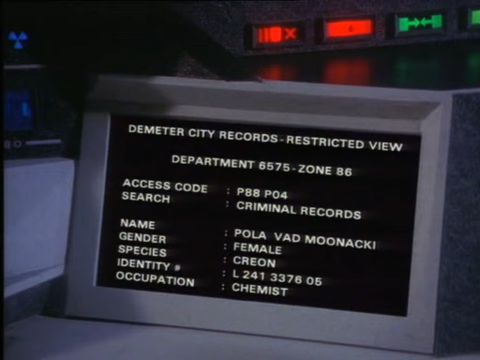 DEMETER CITY RECORDS - RESTRICTED VIEW
DEPARTMENT 6575 - ZONE 86
ACCESS CODE : P88 P04
SEARCH : CRIMINAL RECORDS
NAME : POLA VAD MOONACKI
GENDER : FEMALE
SPECIES : CREON
IDENTITY # : L 241 3376 05
OCCUPATION : CHEMIST